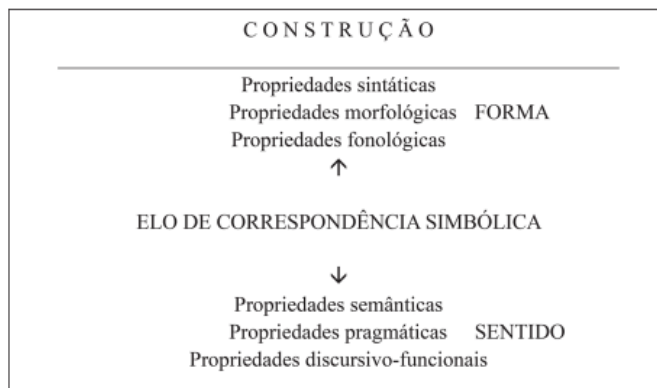 CONSTRUÇÃO
Propriedades sintáticas
Propriedades morfológicas FORMA
Propriedades fonológicas
↑
ELO DE CORRESPONDÊNCIA SIMBÓLICA
↓
Propriedades semânticas
Propriedades pragmáticas SENTIDO
Propriedades discursivo-funcionais